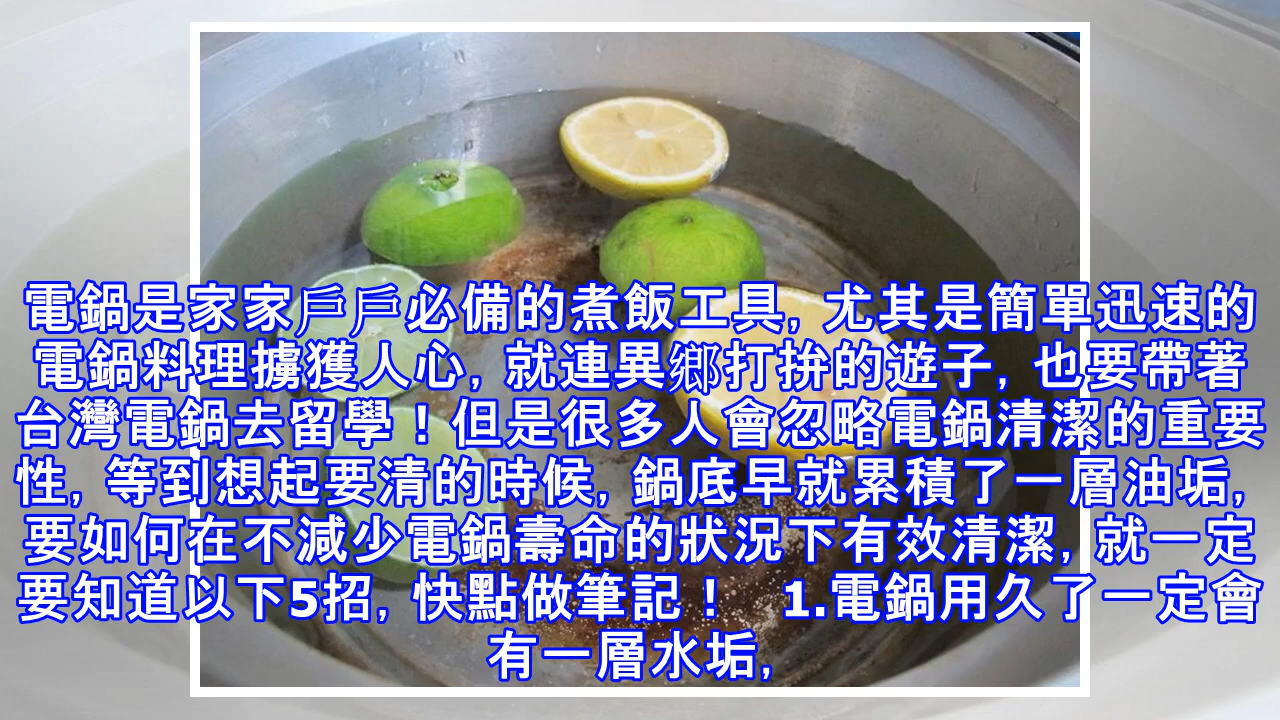 電鍋是家家戶戶必備的煮飯工具, 尤其是簡單迅速的
電鍋料理擄獲人心, 就連異鄉打拚的遊子, 也要帶著
台灣電鍋去留學！但是很多人會忽略電鍋清潔的重要
性, 等到想起要清的時候, 鍋底早就累積了一層油垢,
要如何在不減少電鍋壽命的狀況下有效清潔, 就一定
要知道以下5招, 快點做筆記！ 1.電鍋用久了一定會
有一層水垢,